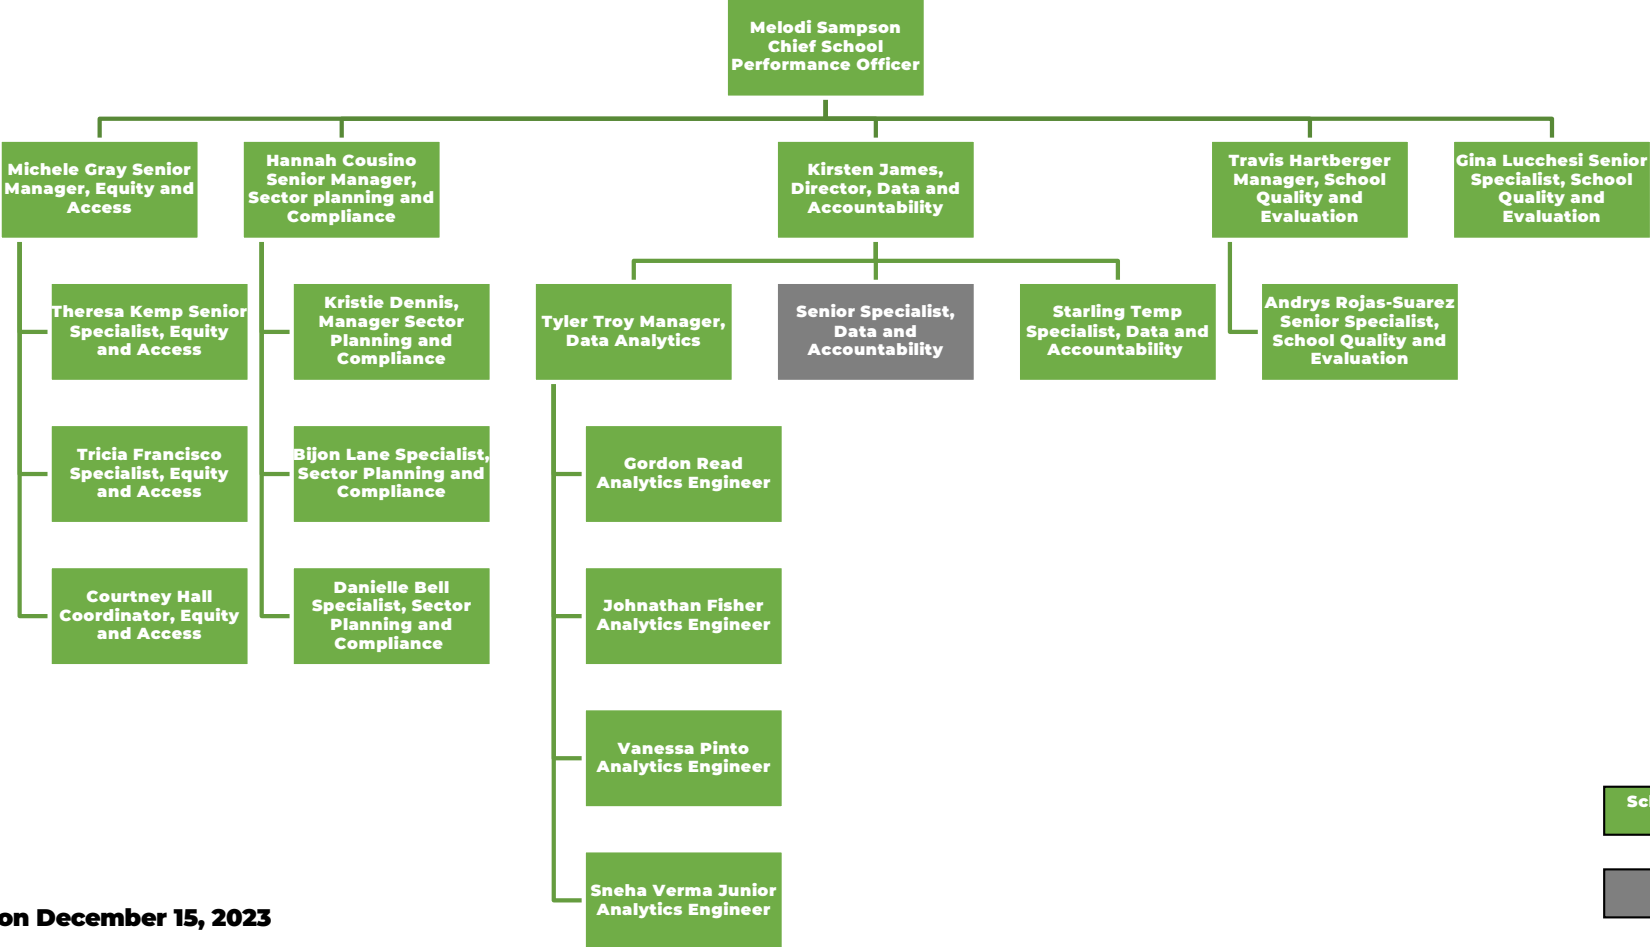 Melodi Sampson
Chief School
Performance Officer
Michele Gray Senior
Manager, Equity and
Access
Hannah Cousino
Senior Manager,
Sector planning and
Compliance
Kirsten James,
Director, Data and
Accountability
Travis Hartberger
Manager, School
Quality and
Evaluation
Gina Lucchesi Senior
Specialist, School
Quality and
Evaluation
Theresa Kemp Senior
Specialist, Equity
and Access
Kristie Dennis,
Manager Sector
Planning and
Compliance
Tyler Troy Manager,
Data Analytics
Senior Specialist,
Data and
Accountability
Starling Temp
Specialist, Data and
Accountability
Andrys Rojas-Suarez
Senior Specialist,
School Quality and
Evaluation
Tricia Francisco
Specialist, Equity
and Access
Bijon Lane Specialist,
Sector Planning and
Compliance
Gordon Read
Analytics Engineer
Courtney Hall
Coordinator, Equity
and Access
Danielle Bell
Specialist, Sector
Planning and
Compliance
Johnathan Fisher
Analytics Engineer
Vanessa Pinto
Analytics Engineer
Sneha Verma Junior
Analytics Engineer
on December 15, 2023